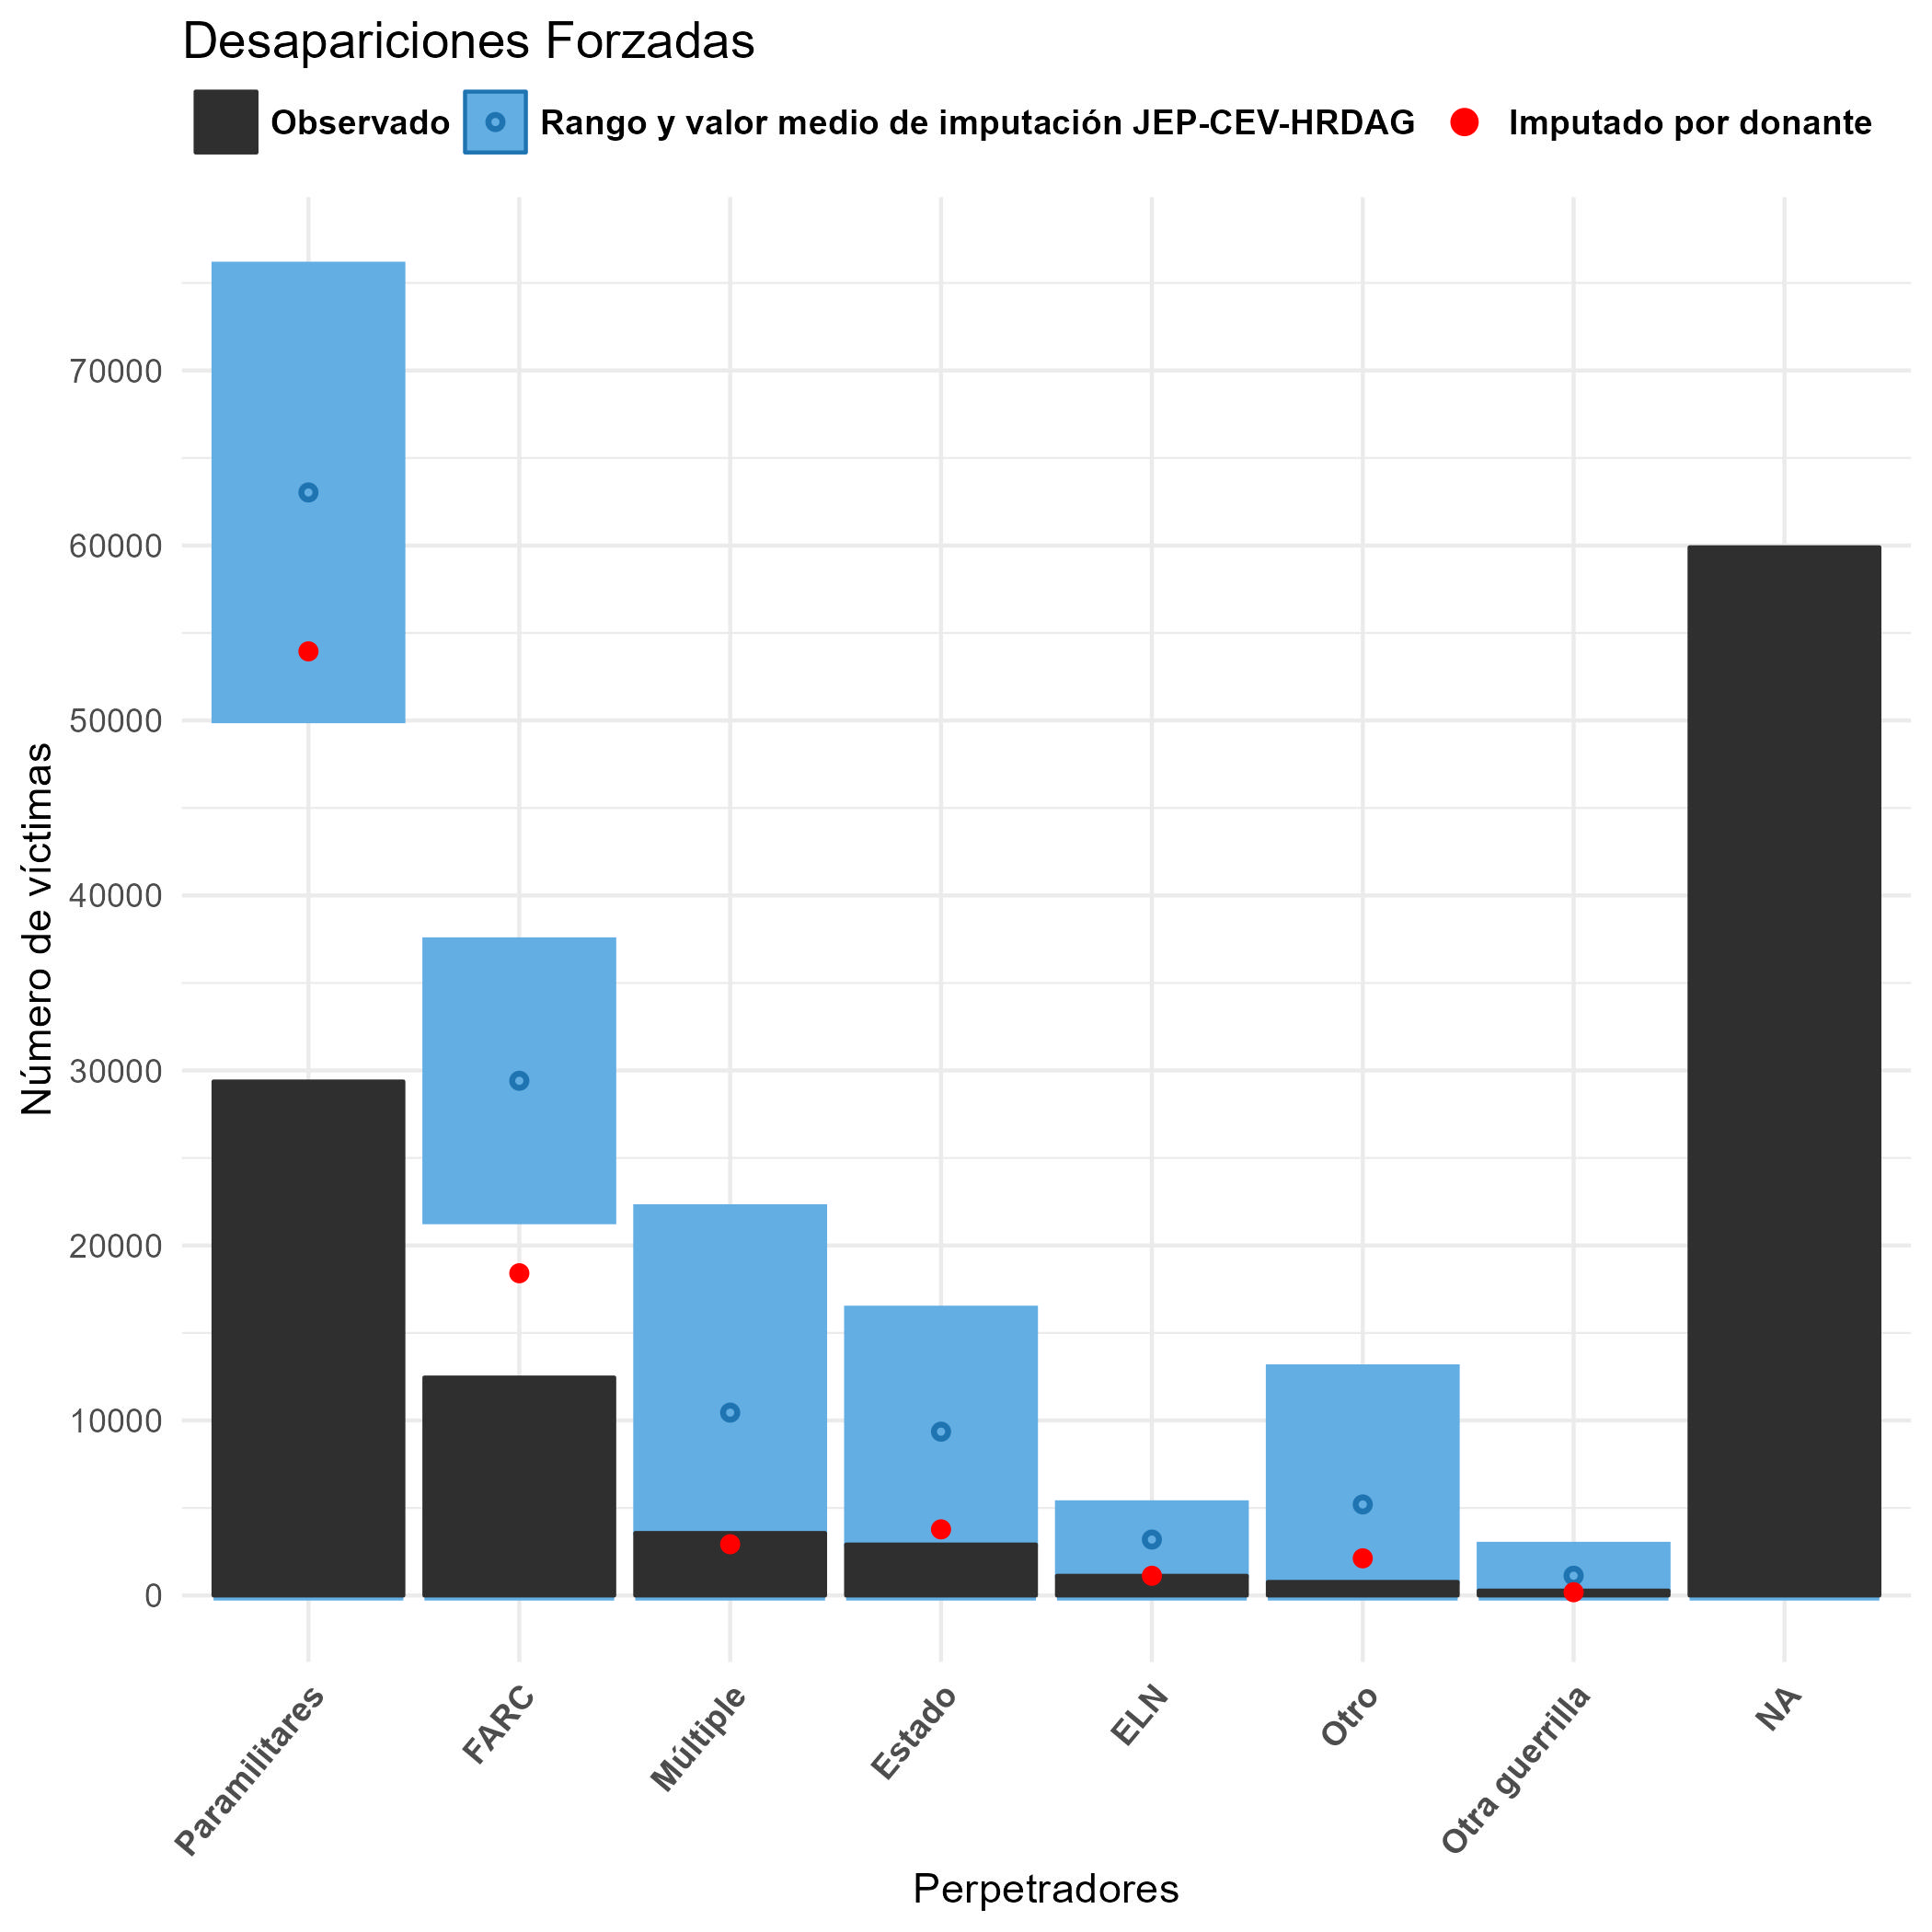 Desapariciones Forzadas
Observado
Rango y valor medio de imputación JEP-CEV-HRDAG
Imputado por donante
Número de víctimas
70000
60000
50000
40000
30000
20000
10000
0
Paramilitares
FARC
Múltiple
Estado
ELN
Otro
Otra guerrilla
NA
Perpetradores